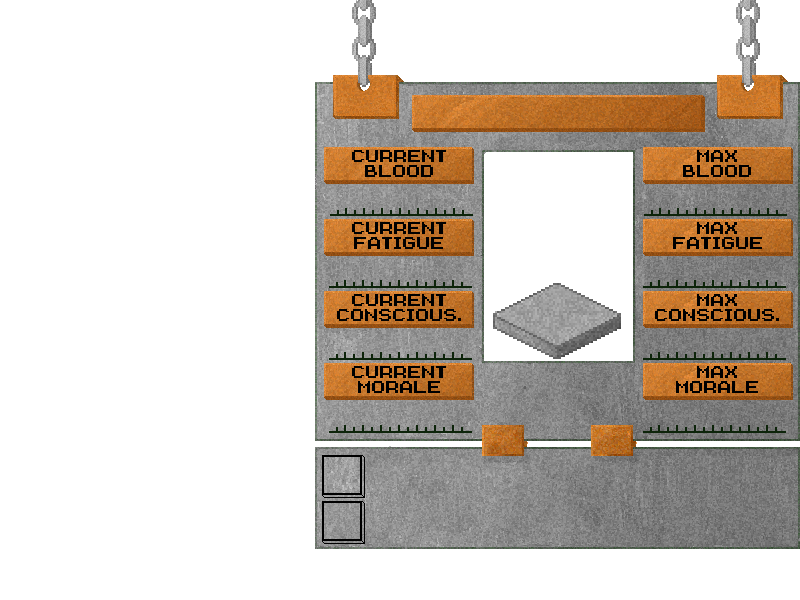 CURRENT
BLOOD
MAX
BLOOD
CURRENT
FATIGUE
MAX
FATIGUE
CURRENT
CONSCIOUS.
MAX
CONSCIOUS.
CURRENT
MORALE
MAX
MORALE